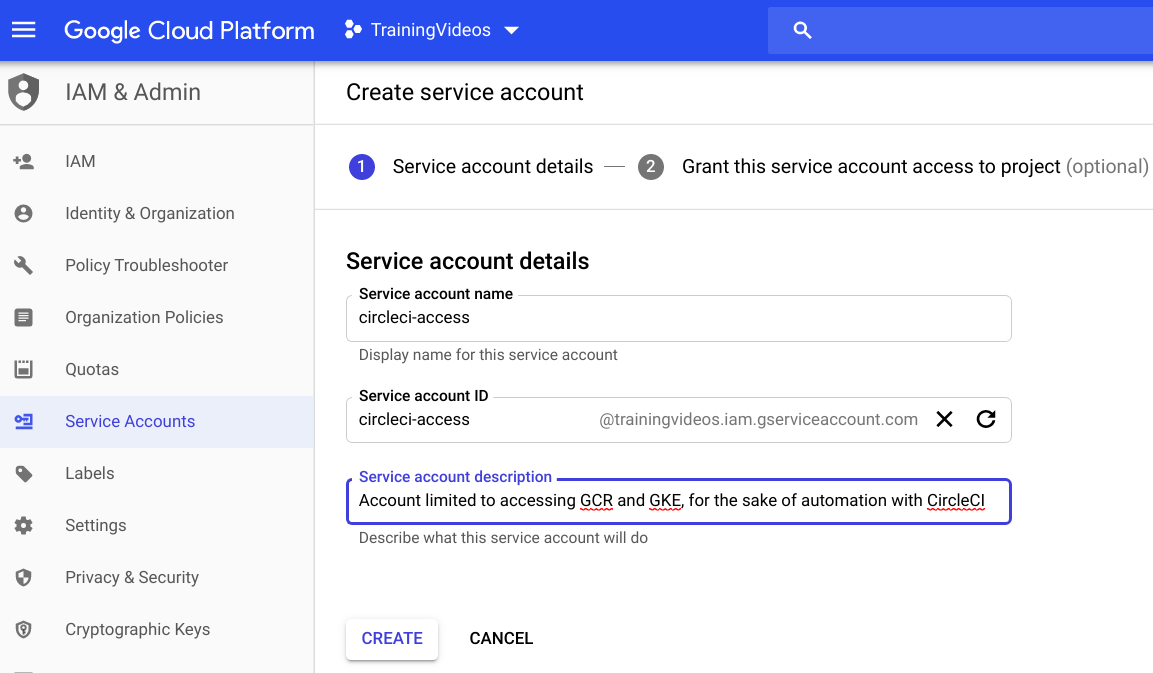 Google Cloud Platform TrainingVideos
IAM & Admin
Create service account
1 Service account details — 2 Grant this service account access to project (optional)
IAM
Identity & Organization
Policy Troubleshooter
Organization Policies
Quotas
Service Accounts
Labels
Settings
Privacy & Security
Cryptographic Keys
Service account details
Service account name
circleci-access
Display name for this service account
Service account ID
circleci-access @trainingvideos.iam.gserviceaccount.com
Service account description
Account limited to accessing GCR and GKE, for the sake of automation with CircleCI
Describe what this service account will do
CREATE CANCEL